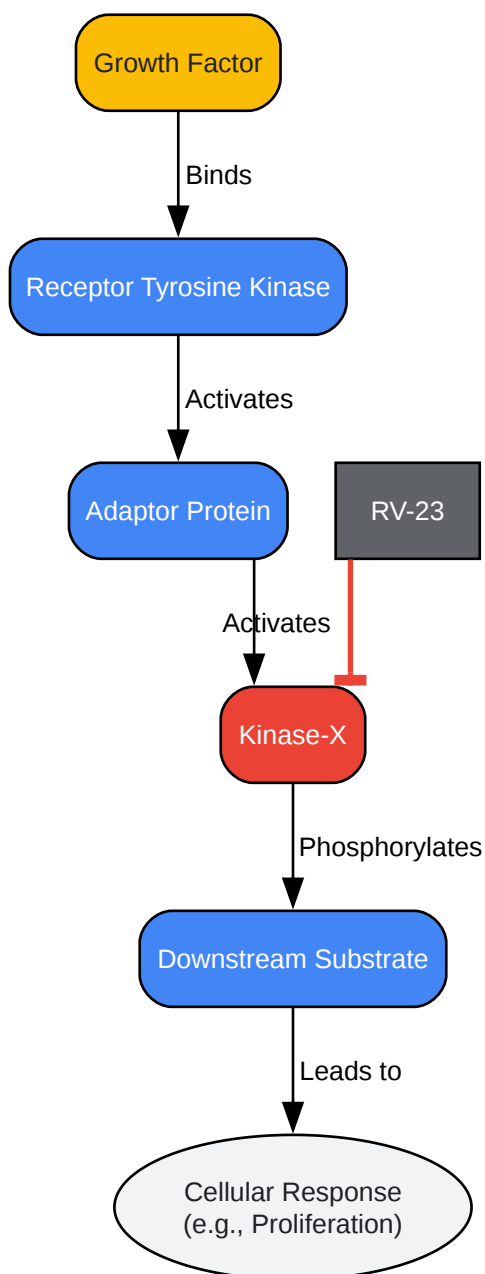 Growth Factor
Binds
Receptor Tyrosine Kinase
Activates
Adaptor Protein
RV-23
Activates
Kinase-X
Phosphorylates
Downstream Substrate
Leads to
Cellular Response
(e.g., Proliferation)